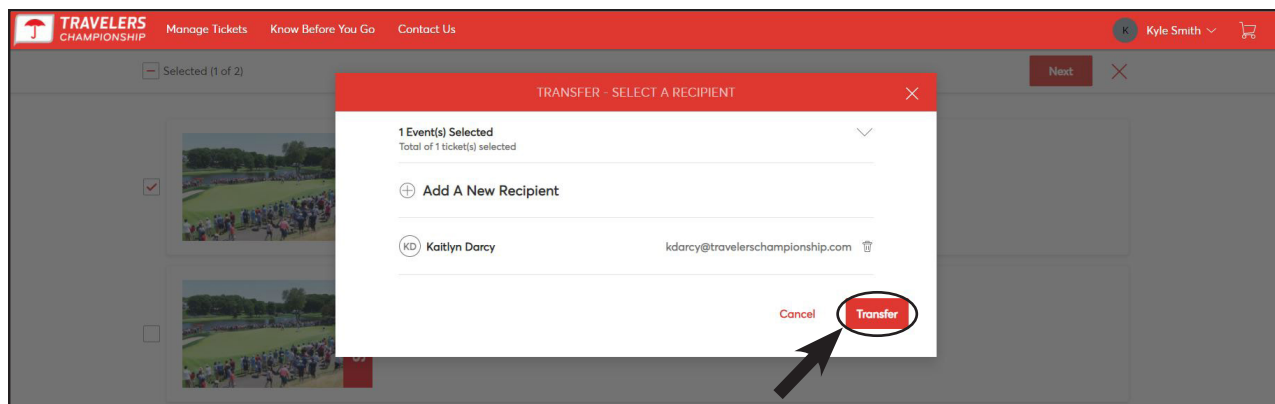 TRAVELERS
CHAMPIONSHIP
Manage Tickets Know Before You Go Contact Us
K Kyle Smith
Selected (1 of 2)
Next
TRANSFER - SELECT A RECIPIENT
1 Event(s) Selected
Total of 1 ticket(s) selected
Add A New Recipient
KD Kaitlyn Darcy kdarcy@travelerschampionship.com
Cancel Transfer